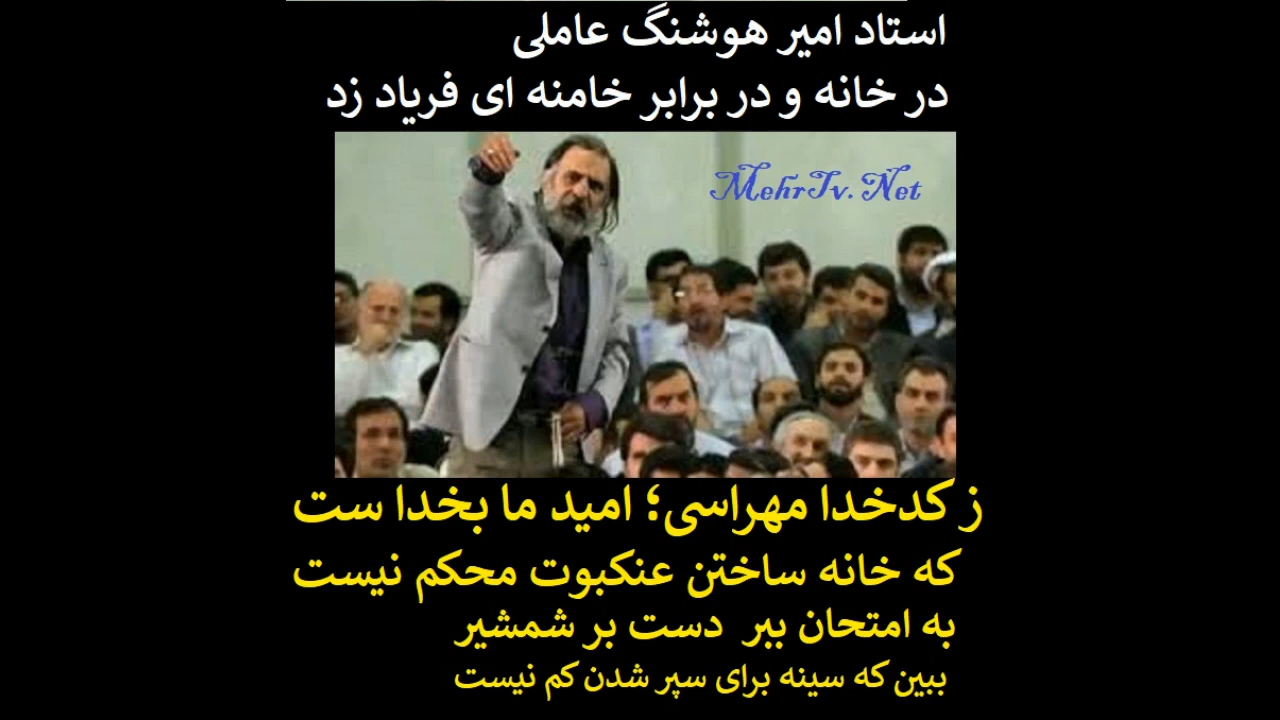 استاد امیر هوشنگ عاملی
در خانه و در برابر خامنه ای فریاد زد
MehrTv.Net
ز کدخدا مهراسی؛ امید ما بخدا ست
که خانه ساختن عنکبوت محکم نیست
به امتحان ببر دست بر شمشیر
ببین که سینه برای سپر شدن کم نیست